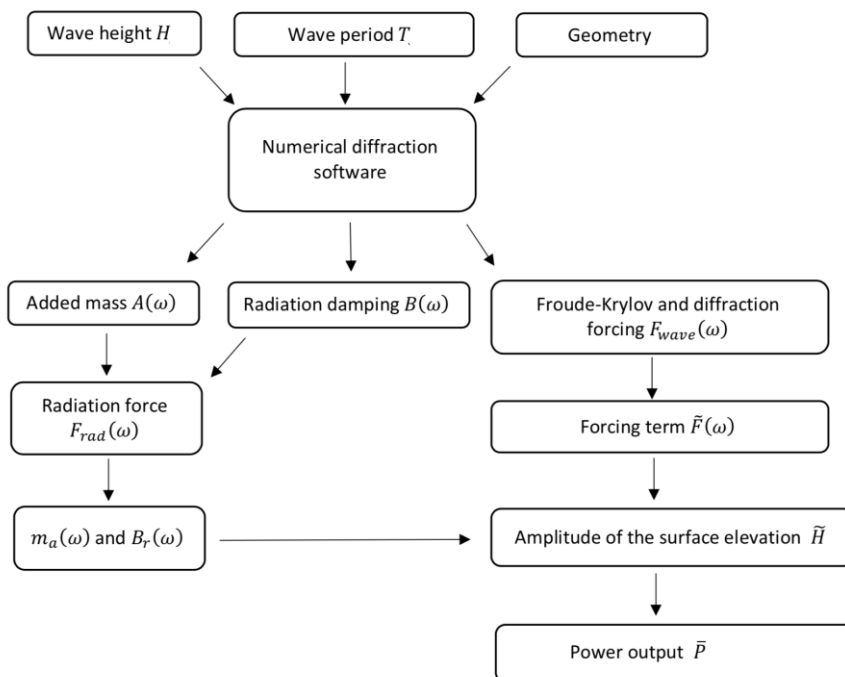 Wave height H
Wave period T
Geometry
Numerical diffraction
software
Added mass A(ω)
Radiation damping B(ω)
Froude-Krylov and diffraction
forcing F_wave(ω)
Radiation force
F_rad(ω)
Forcing term F̃(ω)
m_a(ω) and B_r(ω)
Amplitude of the surface elevation H̃
Power output P̄